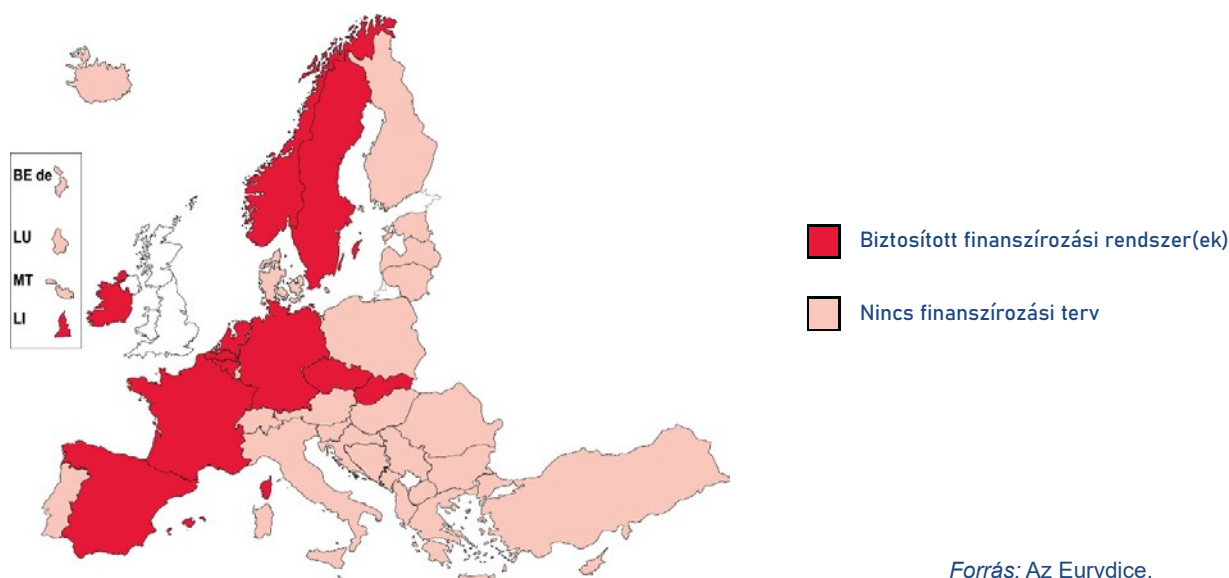 BE de
LU
MT
LI
Biztosított finanszírozási rendszer(ek)
Nincs finanszírozási terv
Forrás: Az Eurydice.